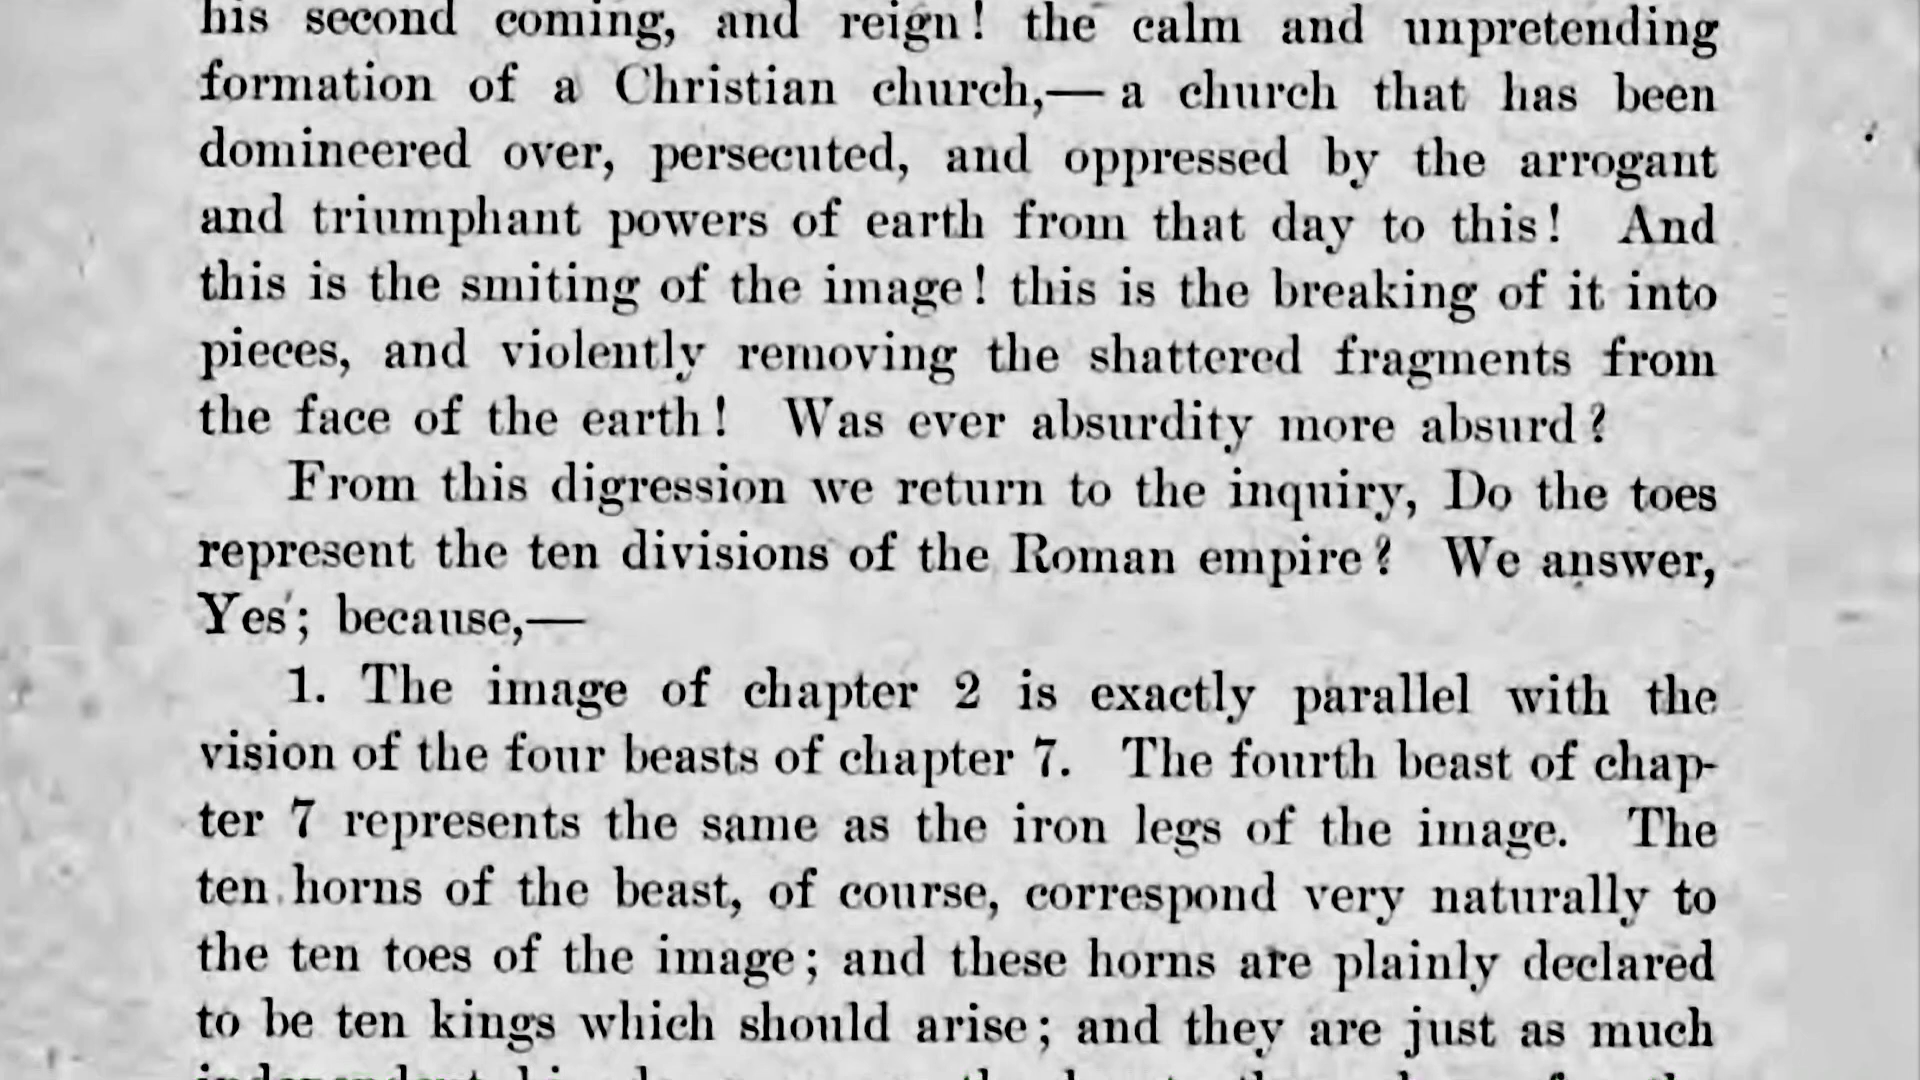 his second coming, and reign! the calm and unpretending
formation of a Christian church,— a church that has been
domineered over, persecuted, and oppressed by the arrogant
and triumphant powers of earth from that day to this! And
this is the smiting of the image! this is the breaking of it into
pieces, and violently removing the shattered fragments from
the face of the earth! Was ever absurdity more absurd?
From this digression we return to the inquiry, Do the toes
represent the ten divisions of the Roman empire? We answer,
Yes; because,—
1. The image of chapter 2 is exactly parallel with the
vision of the four beasts of chapter 7. The fourth beast of chap-
ter 7 represents the same as the iron legs of the image. The
ten horns of the beast, of course, correspond very naturally to
the ten toes of the image; and these horns are plainly declared
to be ten kings which should arise; and they are just as much